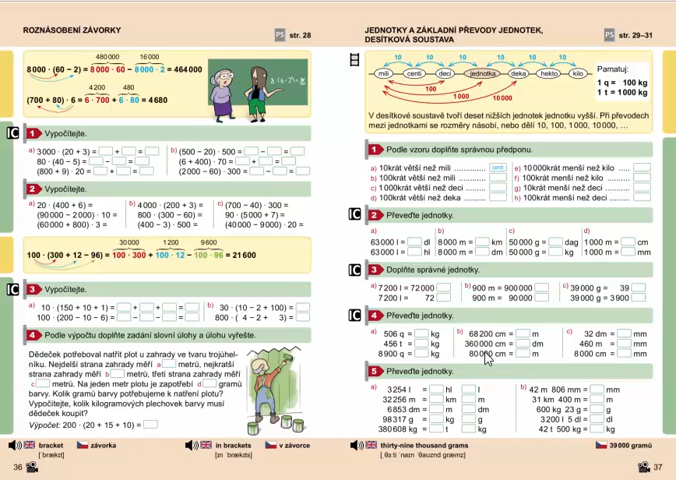 ROZNÁSOBENÍ ZÁVORKY
PS str. 28
480 000 16 000
8 000 · (60 − 2) = 8 000 · 60 − 8 000 · 2 = 464 000
4 200 480
(700 + 80) · 6 = 6 · 700 + 6 · 80 = 4 680
IC 1 Vypočítejte.
a) 3 000 · (20 + 3) = + = b) (500 − 20) · 500 = − =
80 · (40 − 5) = − = (6 + 400) · 70 = + =
(800 + 9) · 20 = + = (2 000 − 60) · 300 = − =
2 Vypočítejte.
a) 20 · (400 + 6) = b) 4 000 · (200 + 3) = c) (700 − 40) · 300 =
(90 000 − 2 000) · 10 = 800 · (300 − 60) = 90 · (5 000 + 7) =
(60 000 + 800) · 3 = (400 − 3) · 500 = (40 000 − 9 000) · 20 =
30 000 1 200 9 600
100 · (300 + 12 − 96) = 100 · 300 + 100 · 12 − 100 · 96 = 21 600
IC 3 Vypočítejte.
a) 10 · (150 + 10 + 1) = + + = b) 30 · (10 − 2 + 100) =
100 · (200 − 10 − 6) = − − = 800 · ( 4 − 2 + 3) =
4 Podle výpočtu doplňte zadání slovní úlohy a úlohu vyřešte.
Dědeček potřeboval natřít plot u zahrady ve tvaru trojúhel-
níku. Nejdelší strana zahrady měří a metrů, nejkratší
strana zahrady měří b metrů, třetí strana zahrady měří
c metrů. Na jeden metr plotu je zapotřebí d gramů
barvy. Kolik gramů barvy potřebujeme k natření plotu?
Vypočítejte, kolik kilogramových plechovek barvy musí
dědeček koupit?
Výpočet: 200 · (20 + 15 + 10) =
bracket závorka in brackets v závorce
36
JEDNOTKY A ZÁKLADNÍ PŘEVODY JEDNOTEK,
DESÍTKOVÁ SOUSTAVA
PS str. 29–31
10 10 10 10 10 10
mili centi deci jednotka deka hekto kilo
100
1 000 10 000
Pamatuj:
1 q = 100 kg
1 t = 1 000 kg
V desítkové soustavě tvoří deset nižších jednotek jednotku vyšší. Při převodech
mezi jednotkami se rozměry násobí, nebo dělí 10, 100, 1 000, 10 000, …
1 Podle vzoru doplňte správnou předponu.
a) 10krát větší než mili ............. centi e) 10 000krát menší než kilo .....
b) 100krát větší než mili ........... f) 100krát menší než kilo .........
c) 1 000krát větší než deci ........ g) 10krát menší než deci ..........
d) 100krát větší než deka ......... h) 100krát menší než deci ........
IC 2 Převeďte jednotky.
a) b) c) d)
63 000 l = dl 8 000 m = km 50 000 g = dag 1 000 m = cm
63 000 l = hl 8 000 m = dm 50 000 g = kg 1 000 m = mm
IC 3 Doplňte správné jednotky.
a) 7 200 l = 72 000 b) 900 m = 900 000 c) 39 000 g = 39
7 200 l = 72 900 m = 90 000 39 000 g = 3 900
IC 4 Převeďte jednotky.
a) 506 q = kg b) 68 200 cm = m c) 32 dm = mm
456 t = kg 360 000 cm = dm 460 m = mm
8 900 q = kg 80 000 cm = m 8 000 cm = mm
5 Převeďte jednotky.
a) 3 254 l = hl l b) 42 m 806 mm = mm
32 256 m = km m 31 km 400 m = m
6 853 dm = m dm 600 kg 23 g = g
98 317 g = kg g 3 200 l 5 dl = dl
380 608 kg = t kg 42 t 500 kg = kg
thirty-nine thousand grams 39 000 gramů
37